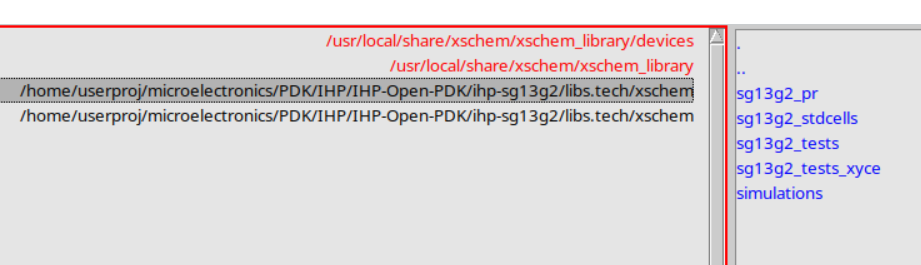 /usr/local/share/xschem/xschem_library/devices
/usr/local/share/xschem/xschem_library
/home/userproj/microelectronics/PDK/IHP/IHP-Open-PDK/ihp-sg13g2/libs.tech/xschem
/home/userproj/microelectronics/PDK/IHP/IHP-Open-PDK/ihp-sg13g2/libs.tech/xschem
.
..
sg13g2_pr
sg13g2_stdcells
sg13g2_tests
sg13g2_tests_xyce
simulations